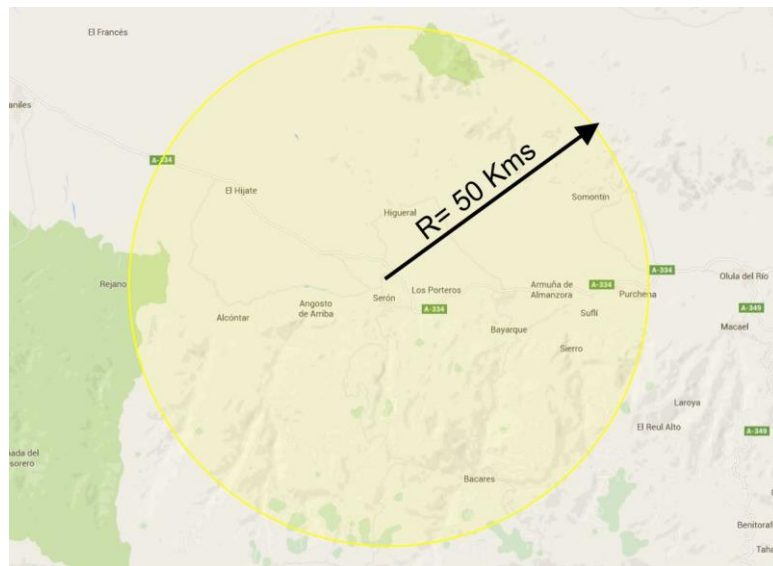 El Francés
aniles
A-334
El Hijate
Higueral
R= 50 Kms
Somontín
Rejano
Alcóntar
Angosto
de Arriba
Serón
Los Porteros
A-334
Armuña de
Almanzora
A-334
A-334
Purchena
Olula del Río
A-349
Macael
Bayarque
Suflí
Sierro
Laroya
El Reul Alto
A-349
ada del
sorero
Bacares
Benitorafe
Taha